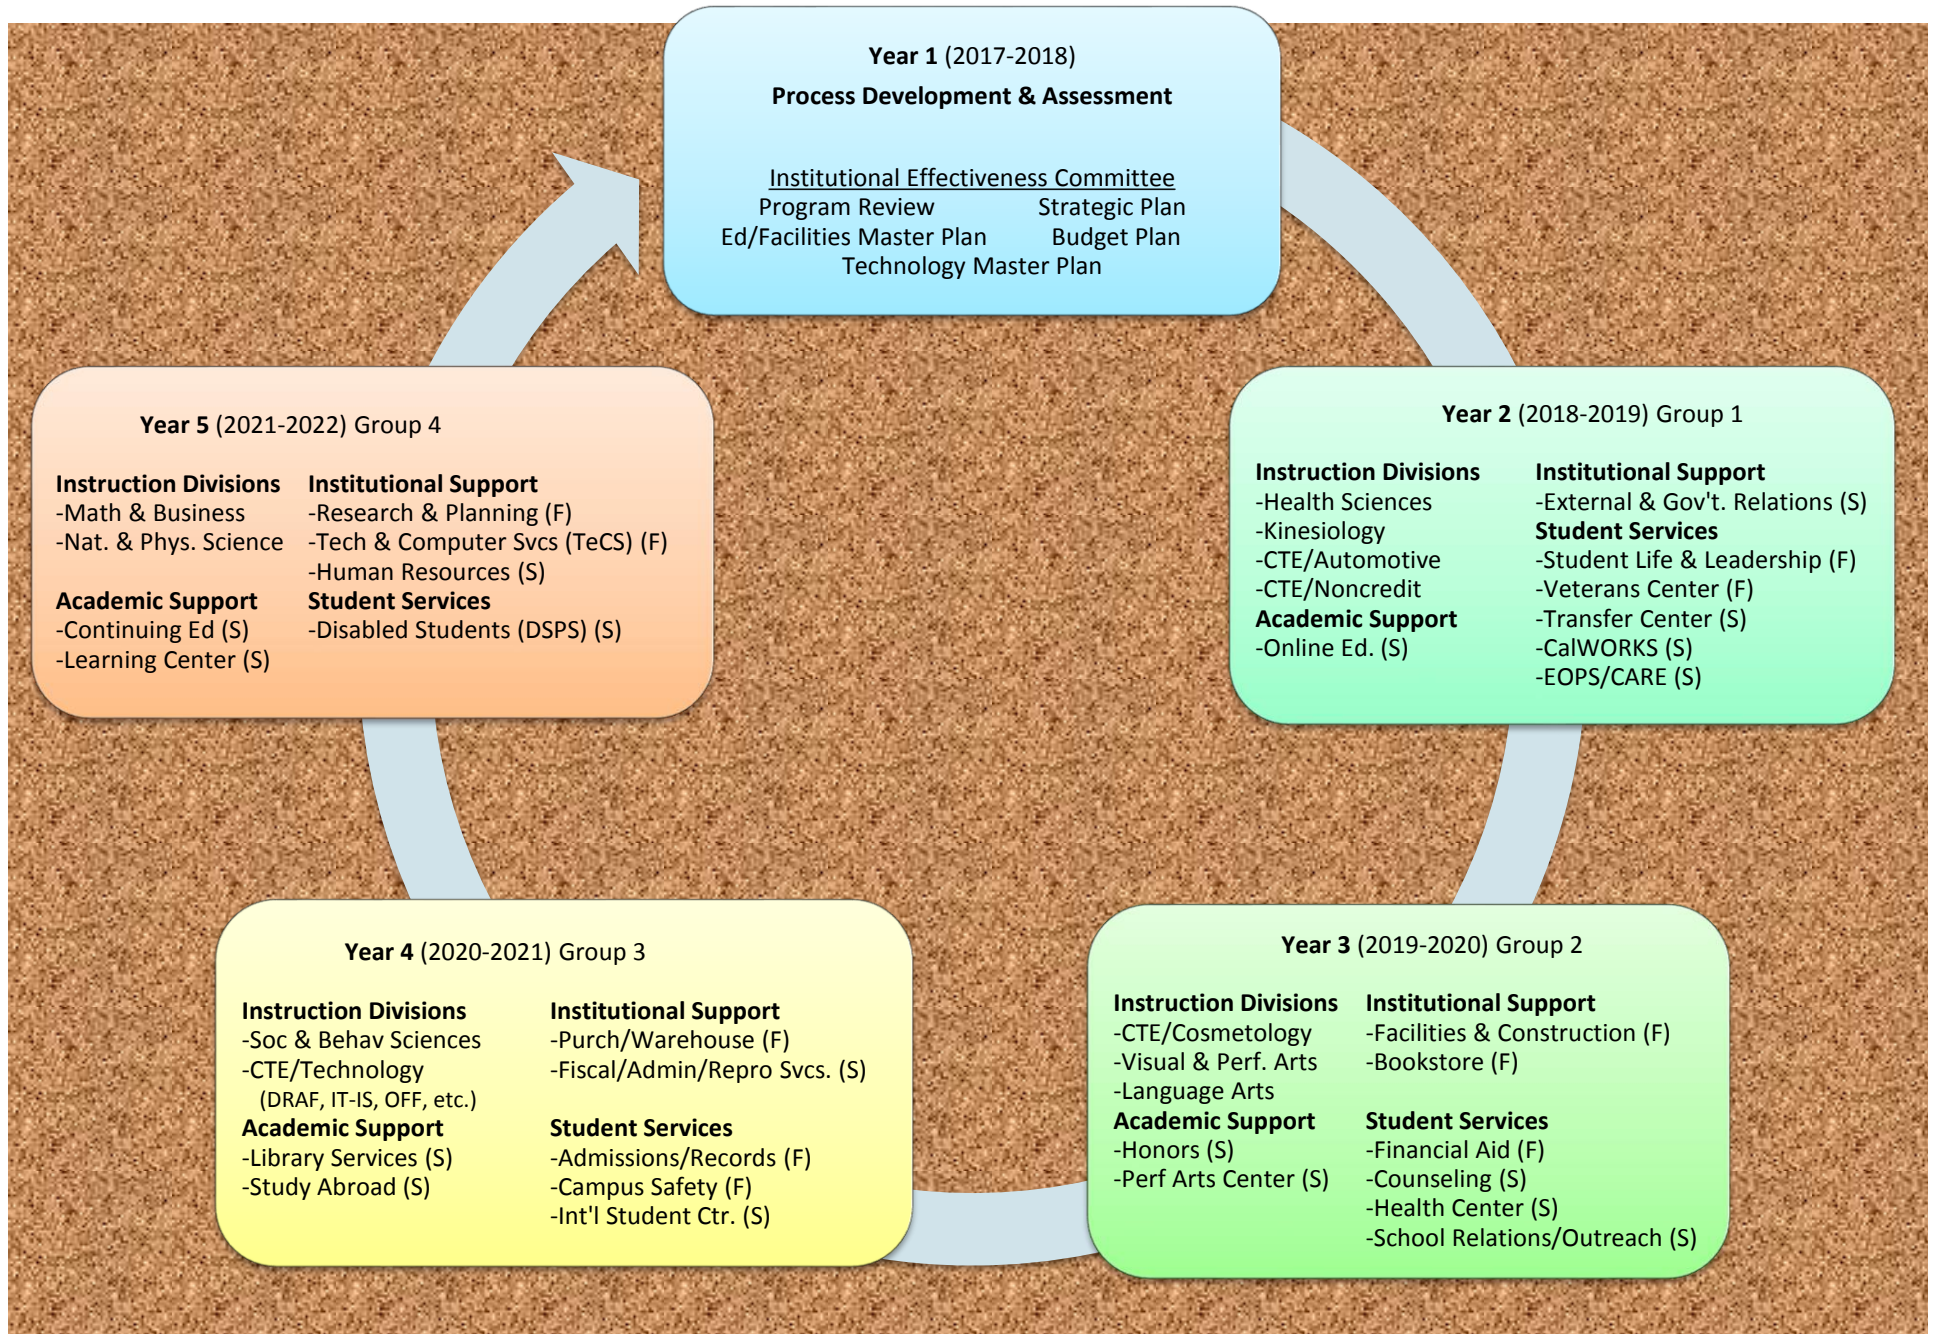 Year 1 (2017-2018)
Process Development & Assessment
Institutional Effectiveness Committee
Program Review Strategic Plan
Ed/Facilities Master Plan Budget Plan
Technology Master Plan
Year 2 (2018-2019) Group 1
Instruction Divisions
-Health Sciences
-Kinesiology
-CTE/Automotive
-CTE/Noncredit
Academic Support
-Online Ed. (S)
Institutional Support
-External & Gov't. Relations (S)
Student Services
-Student Life & Leadership (F)
-Veterans Center (F)
-Transfer Center (S)
-CalWORKS (S)
-EOPS/CARE (S)
Year 3 (2019-2020) Group 2
Instruction Divisions
-CTE/Cosmetology
-Visual & Perf. Arts
-Language Arts
Academic Support
-Honors (S)
-Perf Arts Center (S)
Institutional Support
-Facilities & Construction (F)
-Bookstore (F)
Student Services
-Financial Aid (F)
-Counseling (S)
-Health Center (S)
-School Relations/Outreach (S)
Year 4 (2020-2021) Group 3
Instruction Divisions
-Soc & Behav Sciences
-CTE/Technology
(DRAF, IT-IS, OFF, etc.)
Academic Support
-Library Services (S)
-Study Abroad (S)
Institutional Support
-Purch/Warehouse (F)
-Fiscal/Admin/Repro Svcs. (S)
Student Services
-Admissions/Records (F)
-Campus Safety (F)
-Int'l Student Ctr. (S)
Year 5 (2021-2022) Group 4
Instruction Divisions
-Math & Business
-Nat. & Phys. Science
Academic Support
-Continuing Ed (S)
-Learning Center (S)
Institutional Support
-Research & Planning (F)
-Tech & Computer Svcs (TeCS) (F)
-Human Resources (S)
Student Services
-Disabled Students (DSPS) (S)